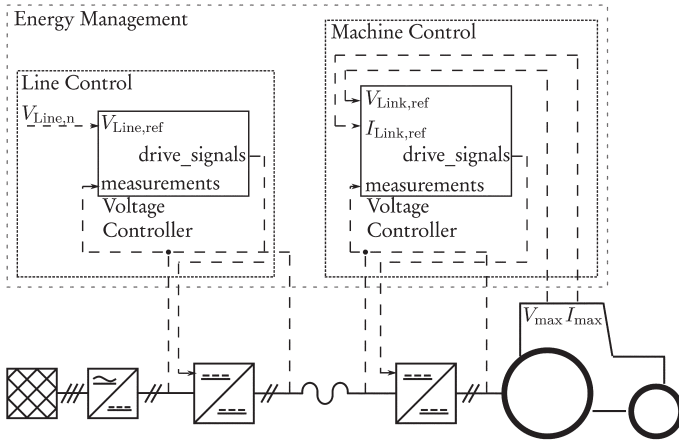 Energy Management
Line Control
V_Line,n
V_Line,ref
drive_signals
measurements
Voltage
Controller
Machine Control
V_Link,ref
I_Link,ref
drive_signals
measurements
Voltage
Controller
V_max I_max